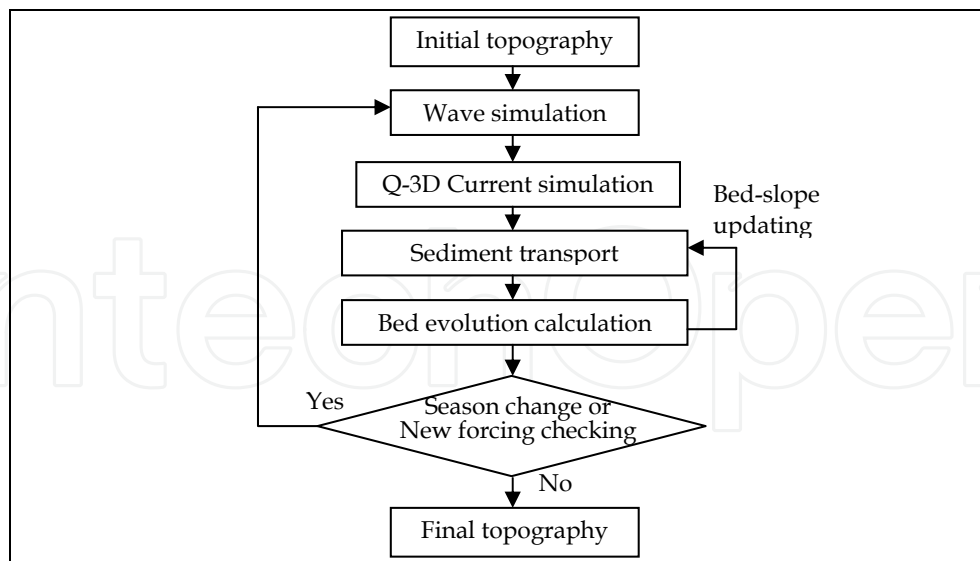 Initial topography
Wave simulation
Q-3D Current simulation
Bed-slope
updating
Sediment transport
Bed evolution calculation
Yes
Season change or
New forcing checking
No
Final topography
ntechOpen